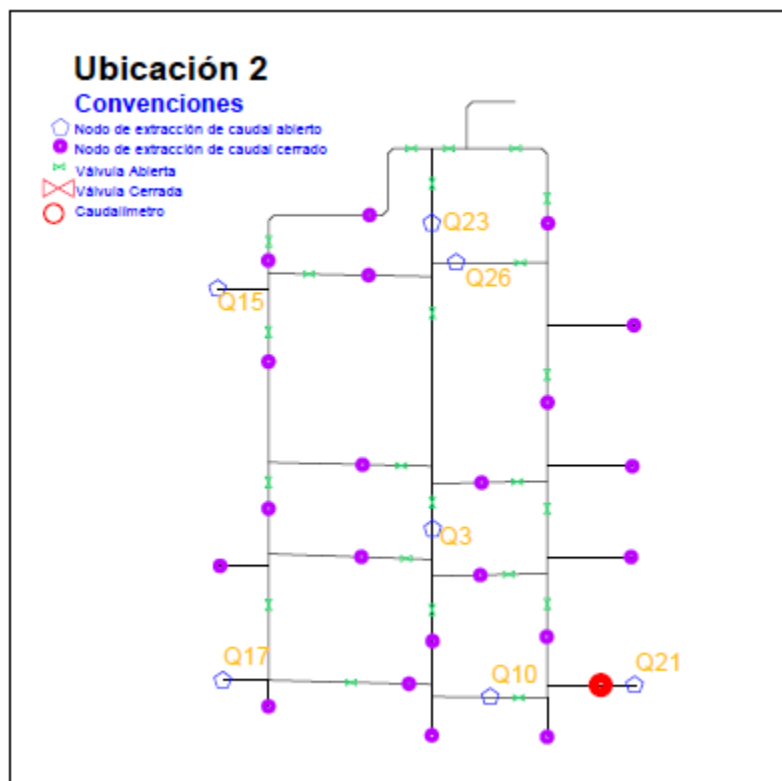 Ubicación 2
Convenciones
Nodo de extracción de caudal abierto
Nodo de extracción de caudal cerrado
Válvula Abierta
Válvula Cerrada
Caudalímetro
Q23
Q26
Q15
Q3
Q17
Q10
Q21